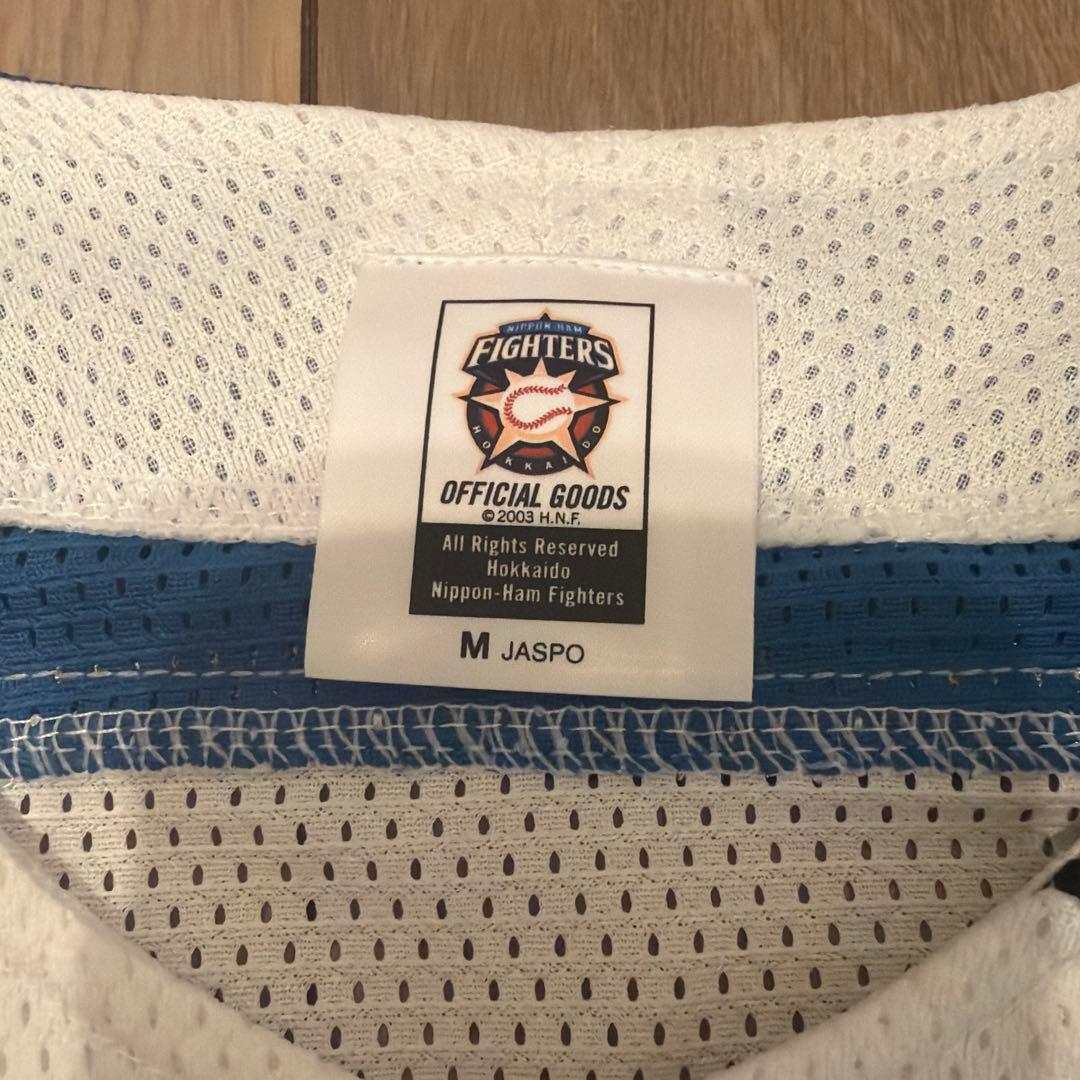 NIPPON-HAM
FIGHTERS
HOKKAIDO
OFFICIAL GOODS
© 2003 H.N.F.
All Rights Reserved
Hokkaido
Nippon-Ham Fighters
M JASPO